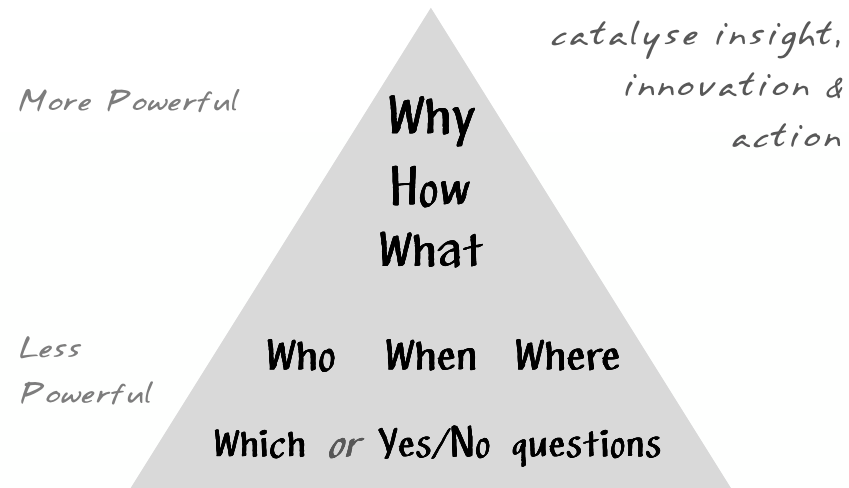 catalyse insight,
innovation &
action
More Powerful
Why
How
What
Less
Powerful
Who When Where
Which or Yes/No questions